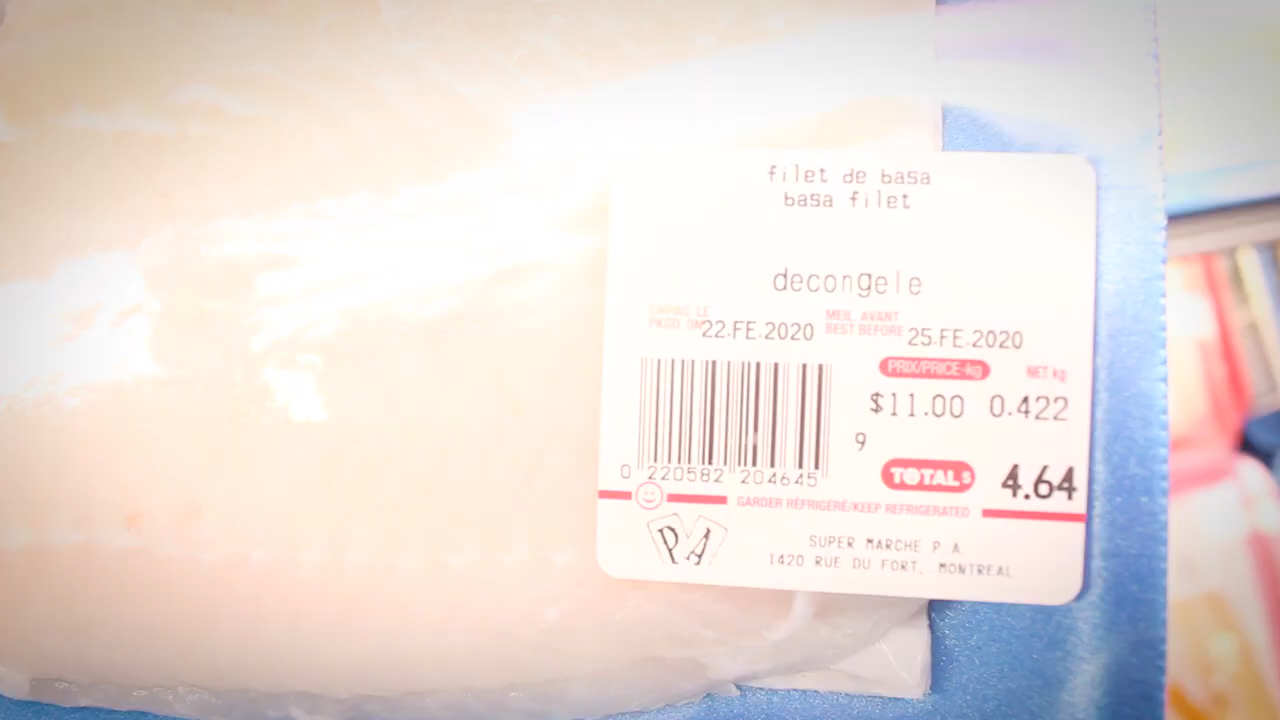 filet de basa
basa filet
decongele
EMPAQ. LE
PKGD. ON 22.FE.2020
MEIL. AVANT
BEST BEFORE 25.FE.2020
PRIX/PRICE-kg NET kg
$11.00 0.422
9
0 220582 204645
TOTAL $ 4.64
GARDER RÉFRIGÉRÉ/KEEP REFRIGERATED
PA
SUPER MARCHE P A
1420 RUE DU FORT, MONTREAL